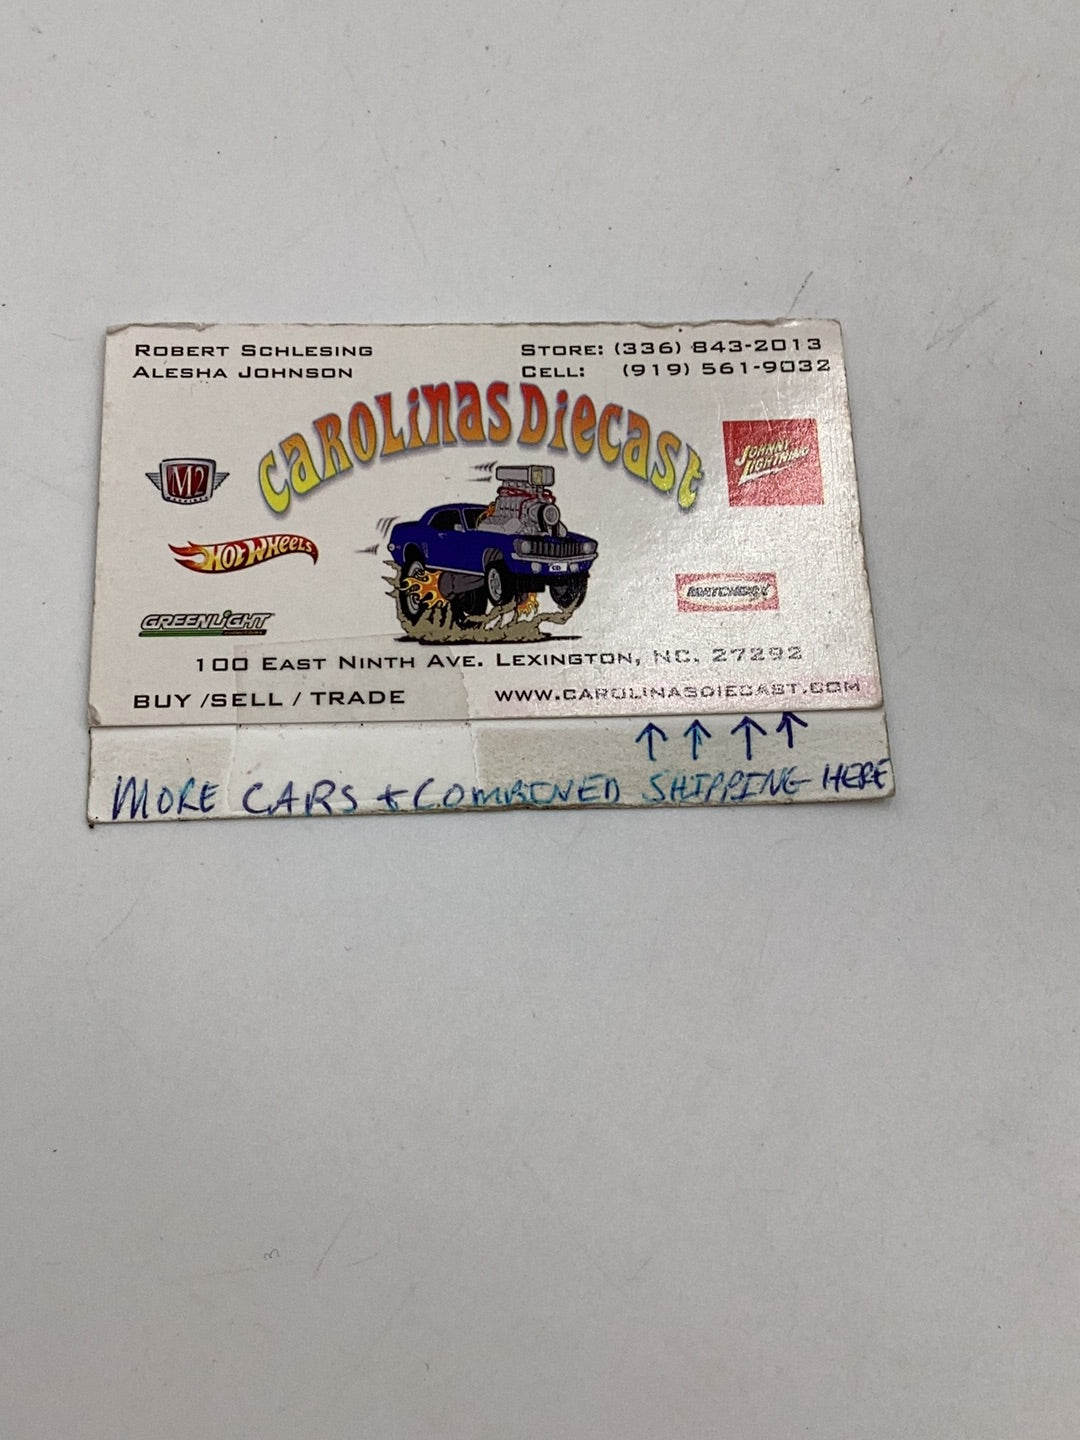 ROBERT SCHLESING
ALESHA JOHNSON
STORE: (336) 843-2013
CELL: (919) 561-9032
CAROLINAS DIECAST
M2
MACHINES
JOHNNY LIGHTNING
HOT WHEELS
CD
MATCHBOX
GREENLIGHT
100 EAST NINTH AVE. LEXINGTON, NC. 27292
BUY /SELL / TRADE
WWW.CAROLINASDIECAST.COM
↑ ↑ ↑ ↑
MORE CARS + COMBINED SHIPPING HERE